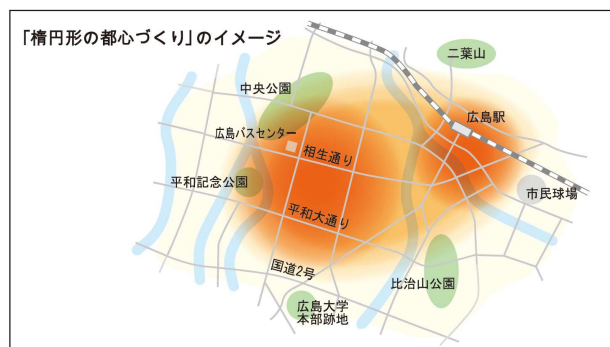 「楕円形の都心づくり」のイメージ
二葉山
中央公園
広島駅
広島バスセンター
相生通り
平和記念公園
市民球場
平和大通り
国道2号
比治山公園
広島大学
本部跡地